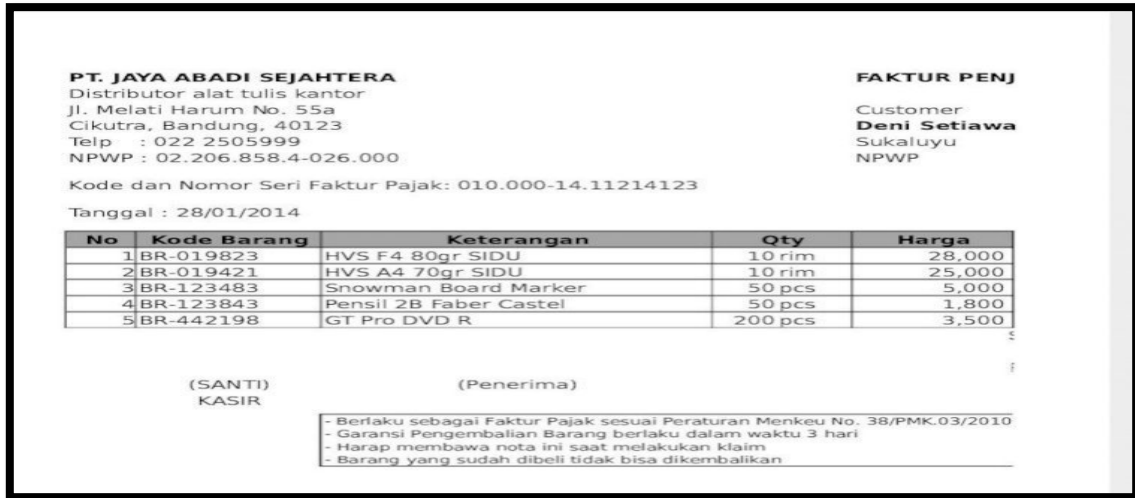 PT. JAYA ABADI SEJAHTERA
Distributor alat tulis kantor
Jl. Melati Harum No. 55a
Cikutra, Bandung, 40123
Telp : 022 2505999
NPWP : 02.206.858.4-026.000
FAKTUR PENJ
Customer
Deni Setiawa
Sukaluyu
NPWP
Kode dan Nomor Seri Faktur Pajak: 010.000-14.11214123
Tanggal : 28/01/2014
No Kode Barang Keterangan Qty Harga
1 BR-019823 HVS F4 80gr SIDU 10 rim 28,000
2 BR-019421 HVS A4 70gr SIDU 10 rim 25,000
3 BR-123483 Snowman Board Marker 50 pcs 5,000
4 BR-123843 Pensil 2B Faber Castel 50 pcs 1,800
5 BR-442198 GT Pro DVD R 200 pcs 3,500
(SANTI) (Penerima)
KASIR
- Berlaku sebagai Faktur Pajak sesuai Peraturan Menkeu No. 38/PMK.03/2010
- Garansi Pengembalian Barang berlaku dalam waktu 3 hari
- Harap membawa nota ini saat melakukan klaim
- Barang yang sudah dibeli tidak bisa dikembalikan